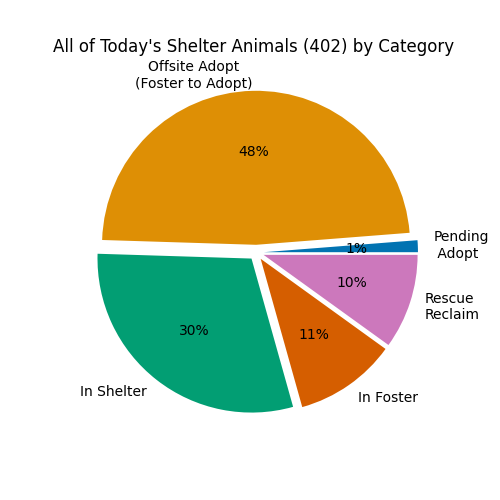 All of Today's Shelter Animals (402) by Category
Offsite Adopt
(Foster to Adopt)
48%
Pending
Adopt
1%
10%
Rescue
Reclaim
11%
In Foster
30%
In Shelter